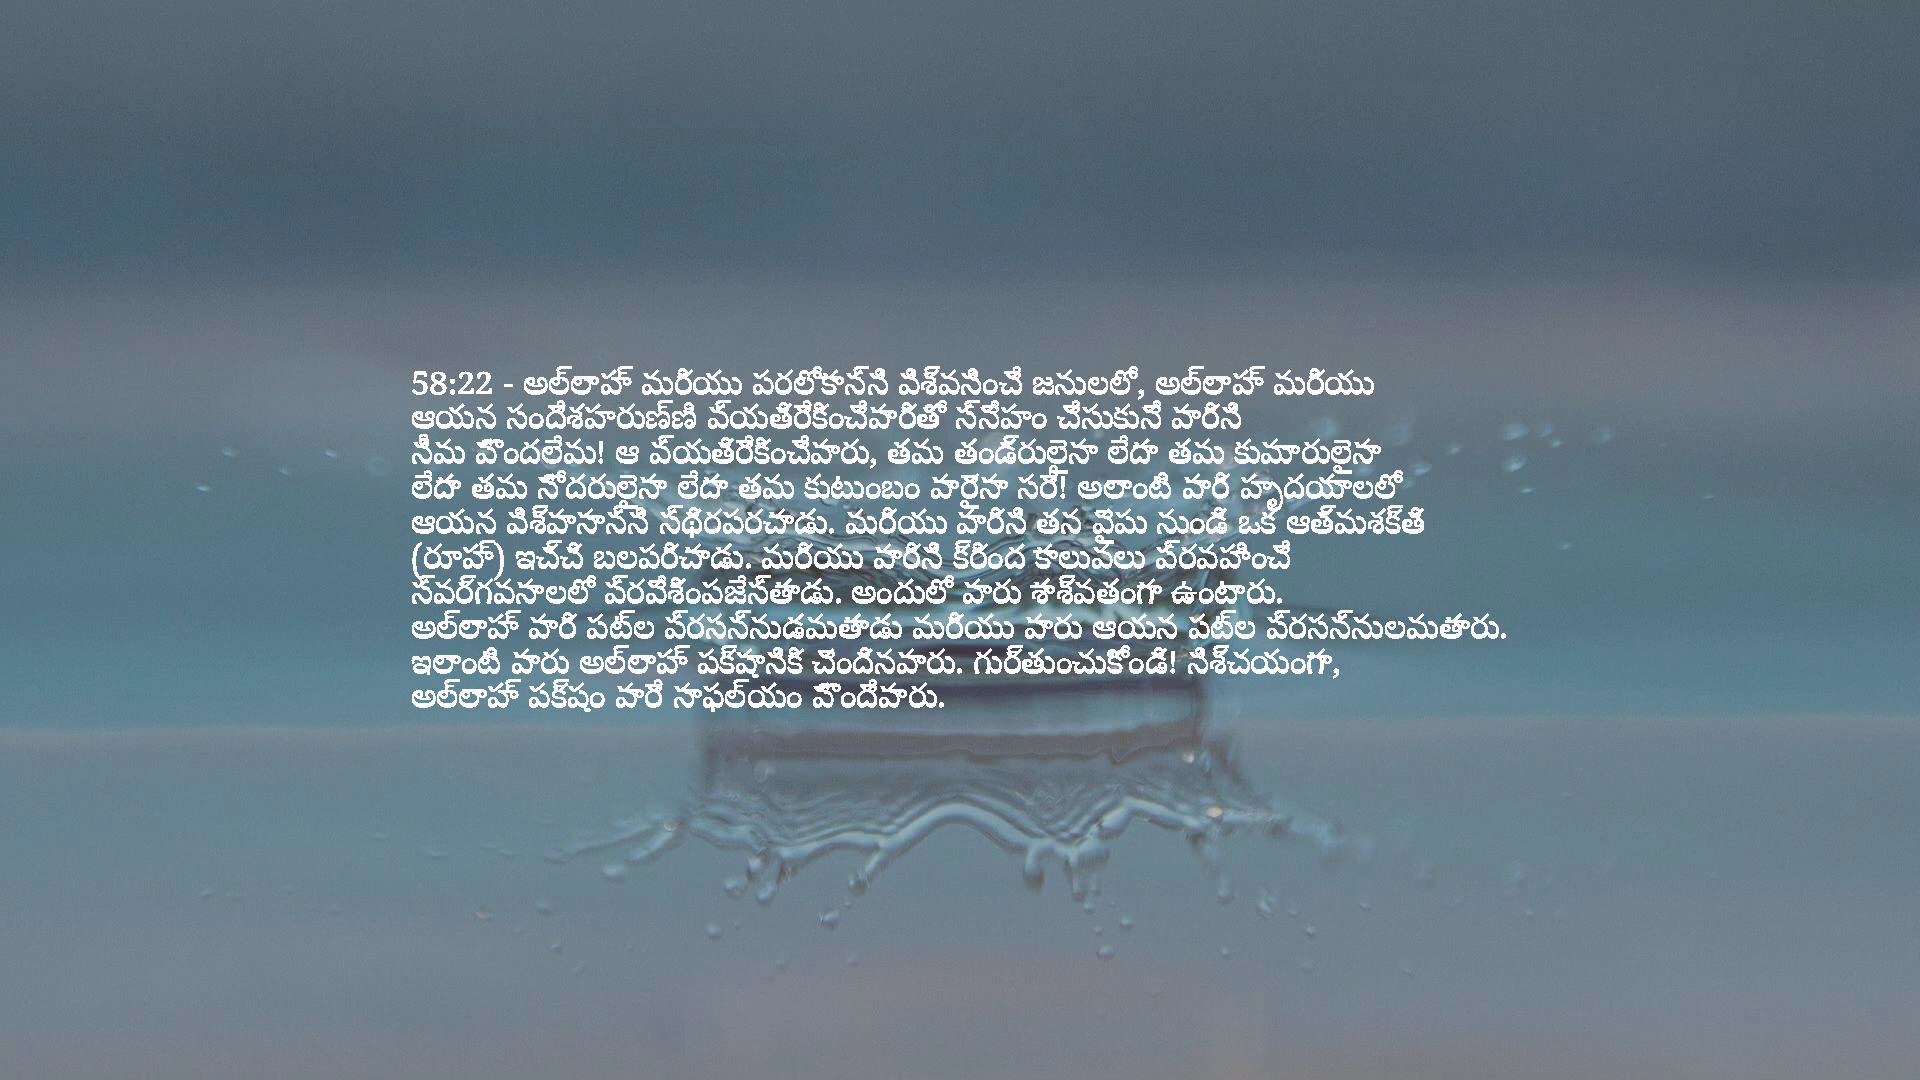 58:22 - అల్లాహ్ మరియు పరలోకాన్ని విశ్వసించే జనులలో, అల్లాహ్ మరియు
ఆయన సందేశహరుణ్ణి వ్యతిరేకించేవారితో స్నేహం చేసుకునే వారిని
నీవు పొందలేవు! ఆ వ్యతిరేకించేవారు, తమ తండ్రులైనా లేదా తమ కుమారులైనా
లేదా తమ సోదరులైనా లేదా తమ కుటుంబం వారైనా సరే! అలాంటి వారి హృదయాలలో
ఆయన విశ్వాసాన్ని స్థిరపరచాడు. మరియు వారిని తన వైపు నుండి ఒక ఆత్మశక్తి
(రూహ్) ఇచ్చి బలపరిచాడు. మరియు వారిని క్రింద కాలువలు ప్రవహించే
స్వర్గవనాలలో ప్రవేశింపజేస్తాడు. అందులో వారు శాశ్వతంగా ఉంటారు.
అల్లాహ్ వారి పట్ల ప్రసన్నుడవుతాడు మరియు వారు ఆయన పట్ల ప్రసన్నులవుతారు.
ఇలాంటి వారు అల్లాహ్ పక్షానికి చెందినవారు. గుర్తుంచుకోండి! నిశ్చయంగా,
అల్లాహ్ పక్షం వారే సాఫల్యం పొందేవారు.